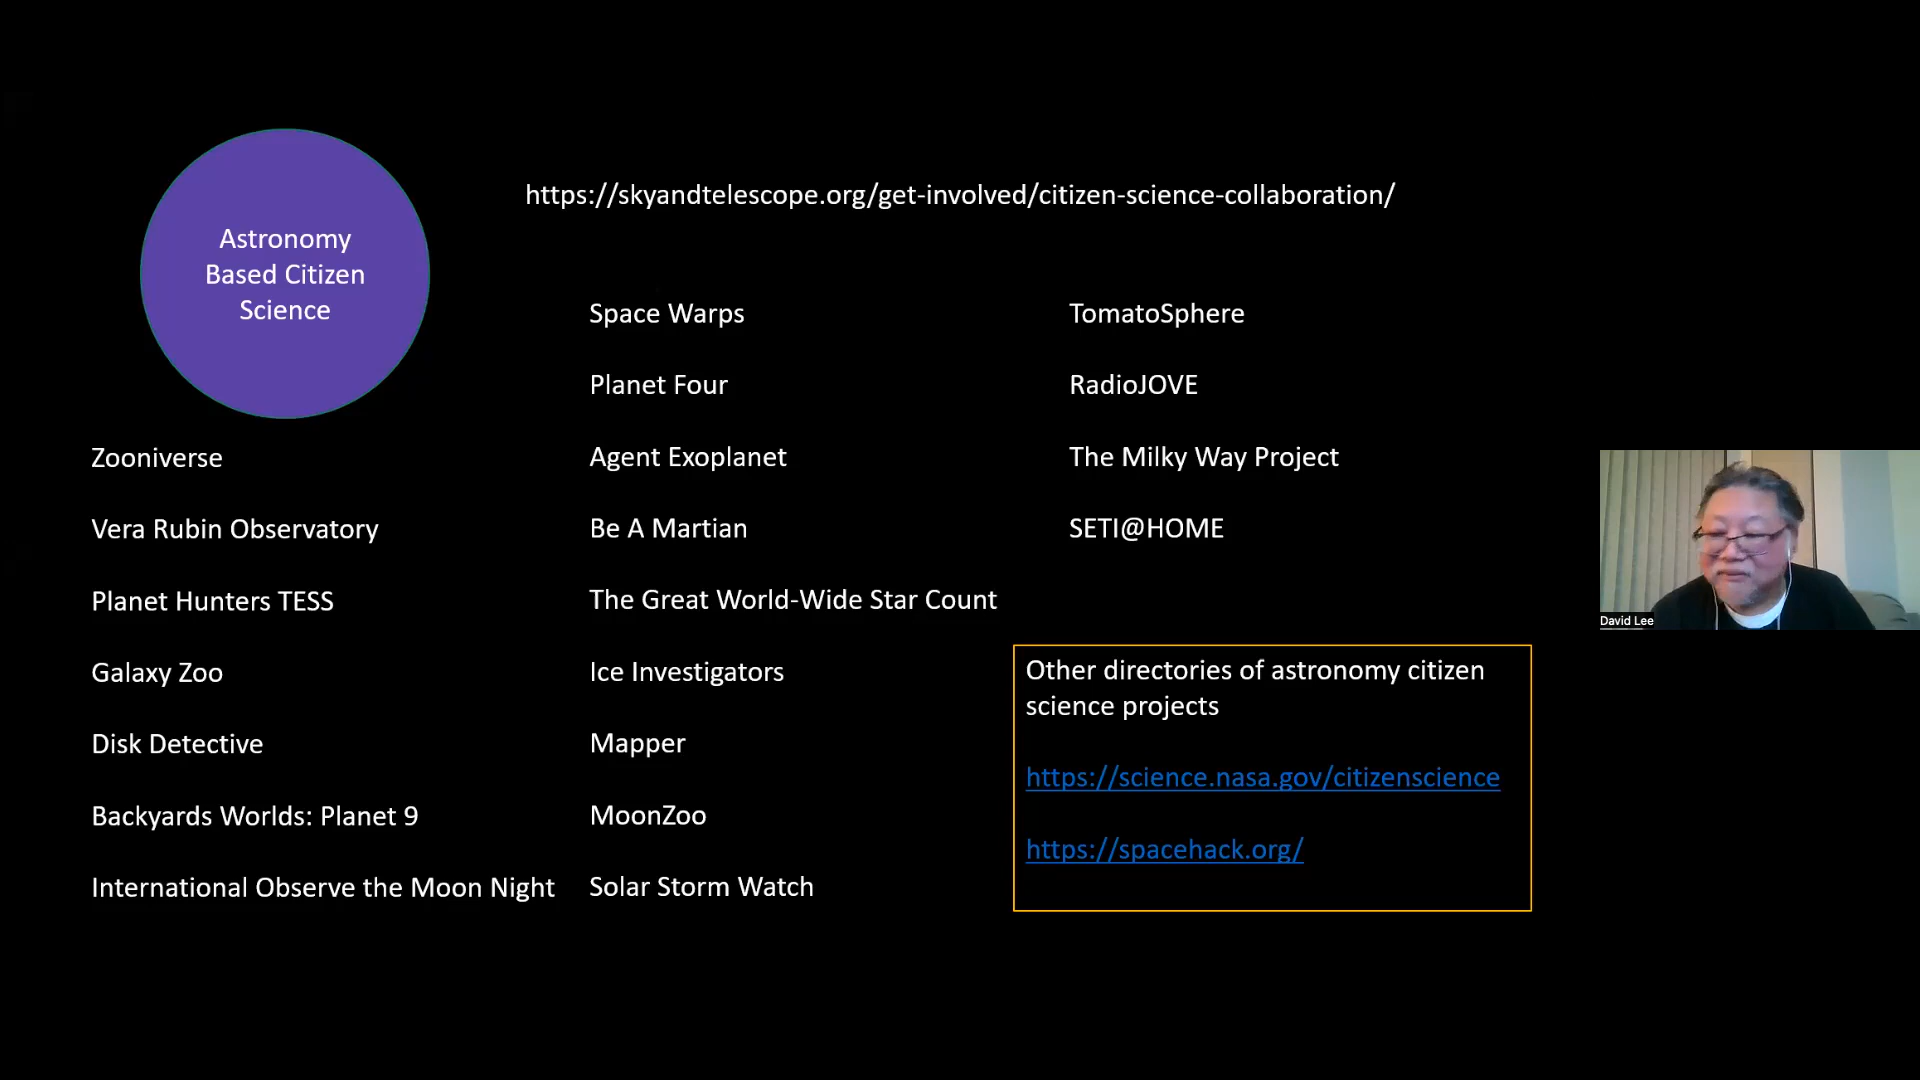 Astronomy
Based Citizen
Science
https://skyandtelescope.org/get-involved/citizen-science-collaboration/
Zooniverse
Vera Rubin Observatory
Planet Hunters TESS
Galaxy Zoo
Disk Detective
Backyards Worlds: Planet 9
International Observe the Moon Night
Space Warps
Planet Four
Agent Exoplanet
Be A Martian
The Great World-Wide Star Count
Ice Investigators
Mapper
MoonZoo
Solar Storm Watch
TomatoSphere
RadioJOVE
The Milky Way Project
SETI@HOME
Other directories of astronomy citizen
science projects
https://science.nasa.gov/citizenscience
https://spacehack.org/
David Lee